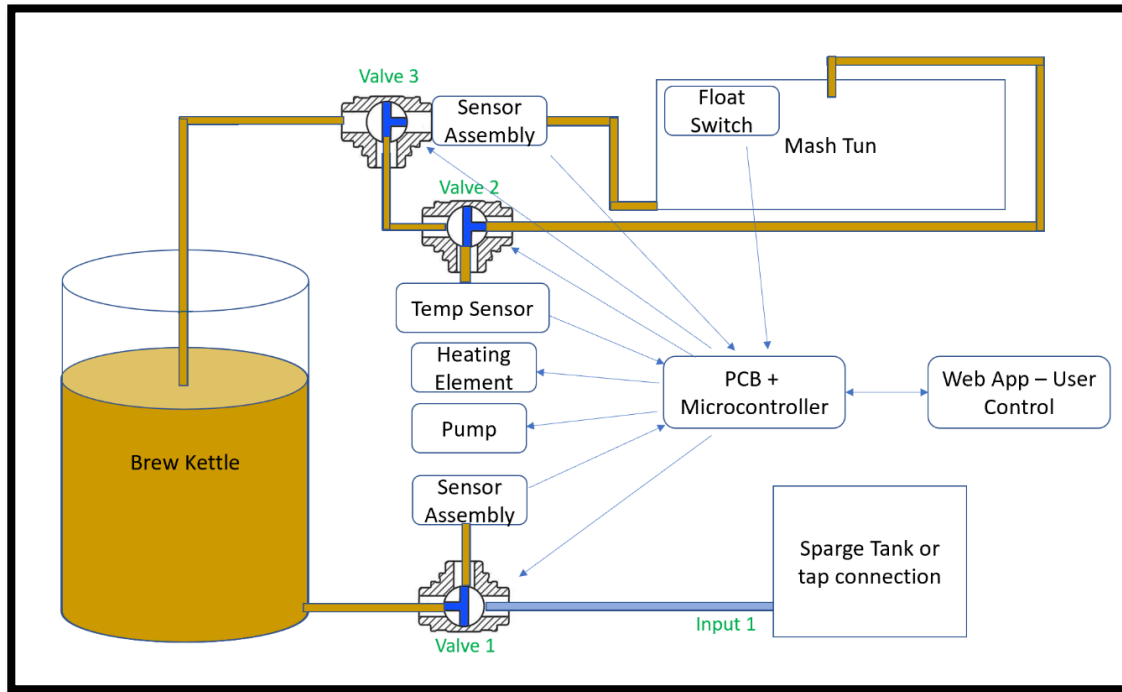 Valve 3
Sensor
Assembly
Float
Switch
Mash Tun
Valve 2
Temp Sensor
Heating
Element
PCB +
Microcontroller
Web App – User
Control
Pump
Brew Kettle
Sensor
Assembly
Sparge Tank or
tap connection
Input 1
Valve 1